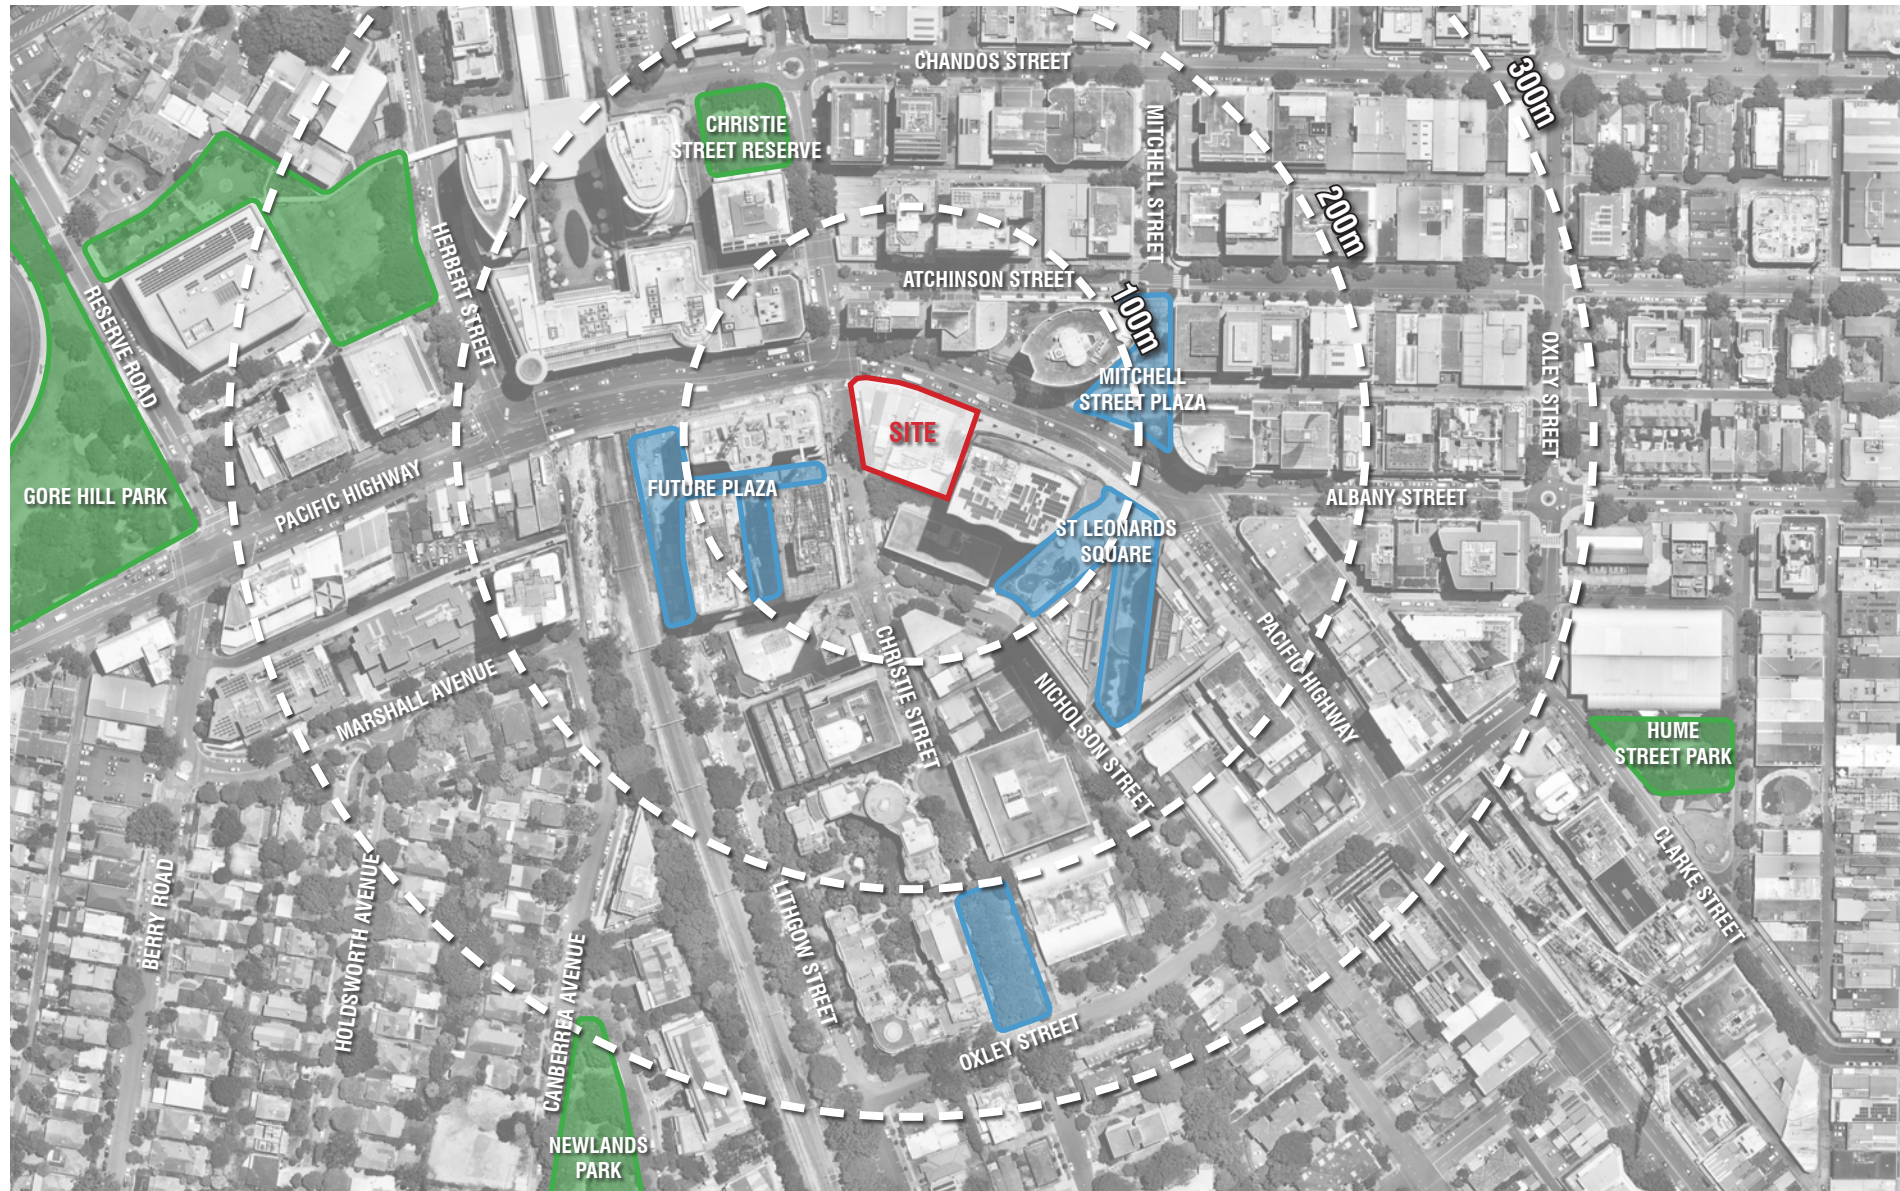 CHANDOS STREET
300m
CHRISTIE
STREET RESERVE
MITCHELL STREET
200m
HERBERT STREET
ATCHINSON STREET
100m
RESERVE ROAD
OXLEY STREET
MITCHELL
STREET PLAZA
SITE
GORE HILL PARK
PACIFIC HIGHWAY
FUTURE PLAZA
ALBANY STREET
ST LEONARDS
SQUARE
MARSHALL AVENUE
CHRISTIE STREET
NICHOLSON STREET
PACIFIC HIGHWAY
HUME
STREET PARK
BERRY ROAD
HOLDSWORTH AVENUE
CANBERREA AVENUE
LITHGOW STREET
CLARKE STREET
OXLEY STREET
NEWLANDS
PARK